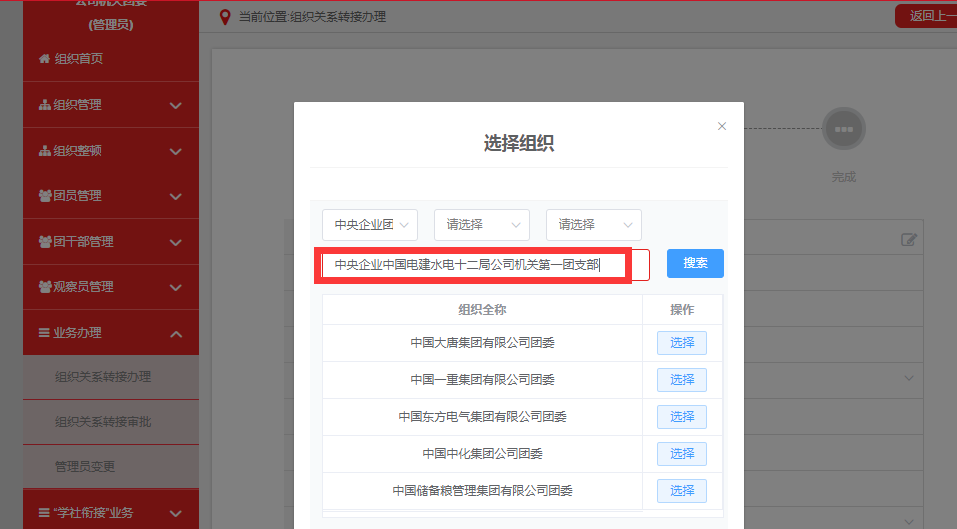 公司机关团委
(管理员)
组织首页
组织管理
组织整顿
团员管理
团干部管理
观察员管理
业务办理
组织关系转接办理
组织关系转接审批
管理员变更
“学社衔接”业务
当前位置:组织关系转接办理
返回上一
完成
选择组织
×
中央企业团
请选择
请选择
中央企业中国电建水电十二局公司机关第一团支部
搜索
组织全称 操作
中国大唐集团有限公司团委 选择
中国一重集团有限公司团委 选择
中国东方电气集团有限公司团委 选择
中国中化集团公司团委 选择
中国储备粮管理集团有限公司团委 选择